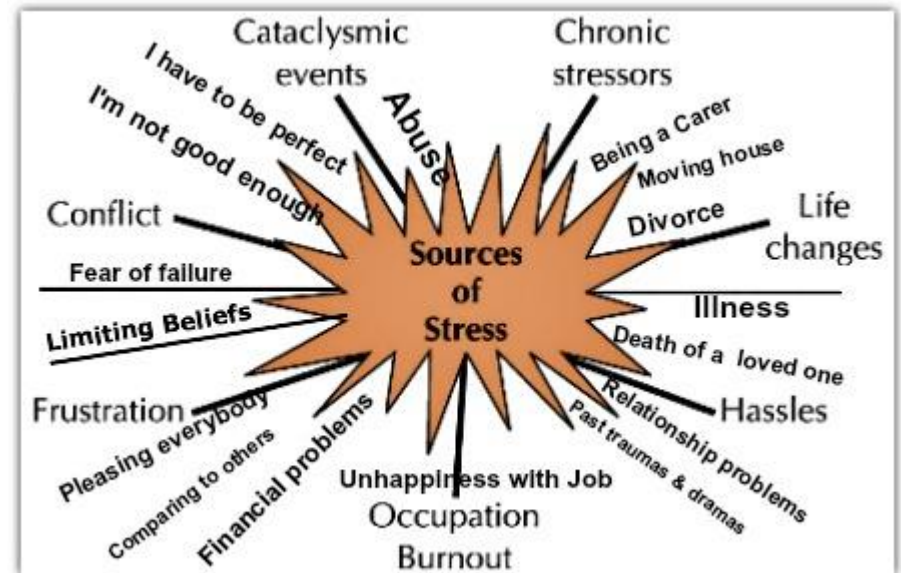 Cataclysmic
events
Chronic
stressors
I have to be perfect
Abuse
Being a Carer
I'm not good enough
Moving house
Conflict
Divorce
Life
changes
Sources
of
Stress
Fear of failure
Illness
Limiting Beliefs
Death of a loved one
Frustration
Hassles
Pleasing everybody
Relationship problems
Comparing to others
Financial problems
Past traumas & dramas
Unhappiness with Job
Occupation
Burnout